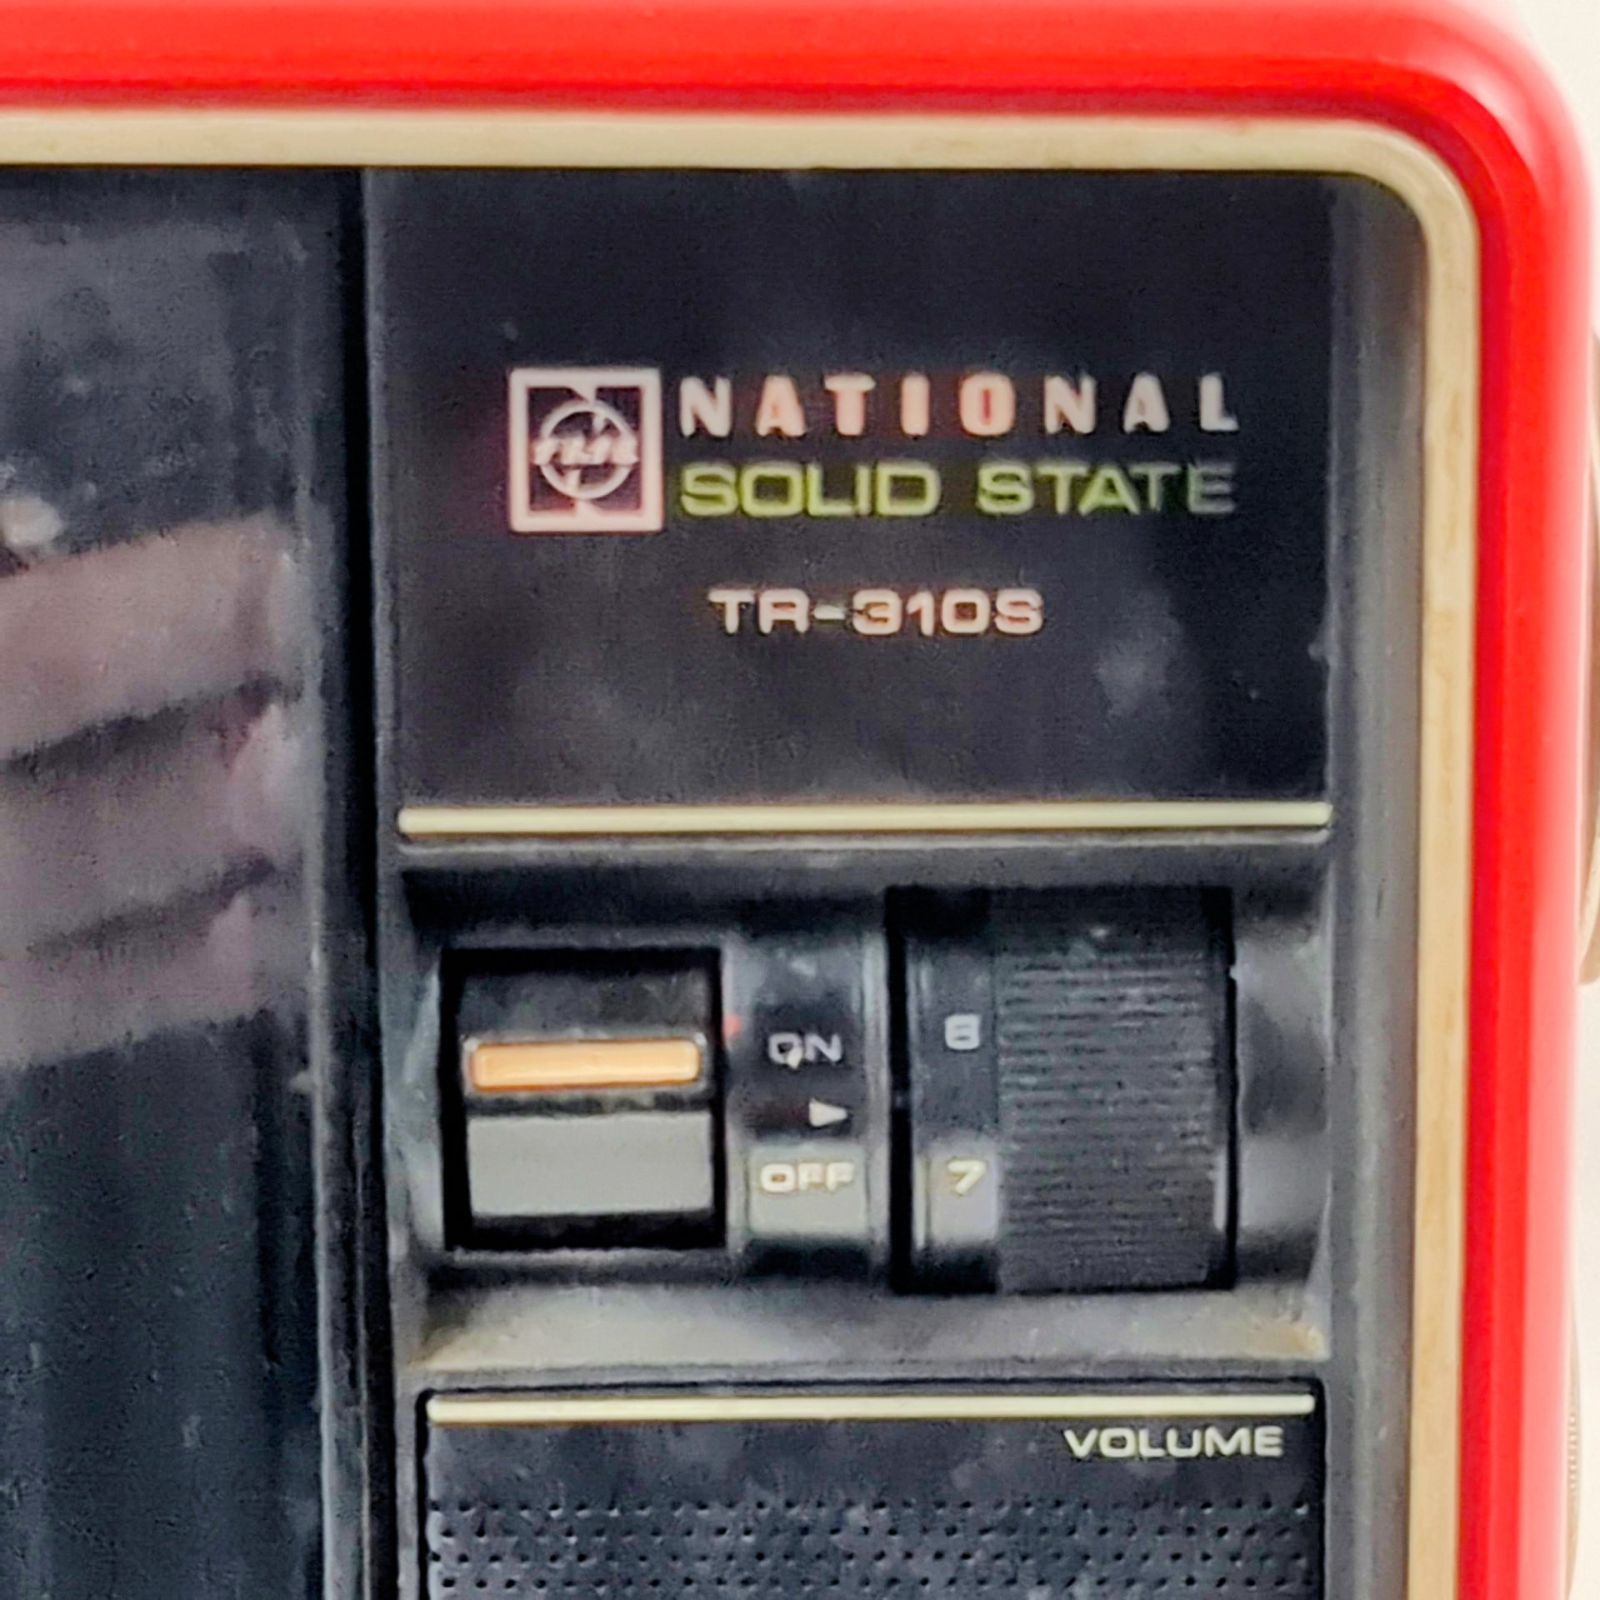 NATIONAL
SOLID STATE
TR-310S
ON
OFF
6
7
VOLUME